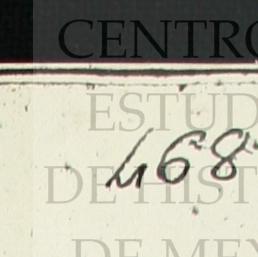 CENTRO
ESTUD
468
DE HIST
DE MEX